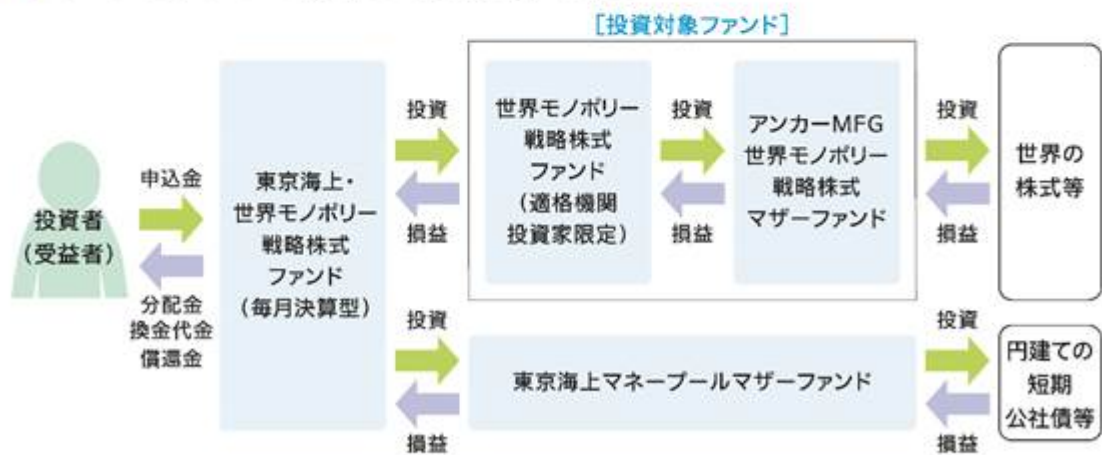 [投資対象ファンド]
投資者
(受益者)
申込金
分配金
換金代金
償還金
東京海上・
世界モノポリー
戦略株式
ファンド
(毎月決算型)
投資
損益
世界モノポリー
戦略株式
ファンド
(適格機関
投資家限定)
投資
損益
アンカーMFG
世界モノポリー
戦略株式
マザーファンド
投資
損益
世界の
株式等
投資
損益
東京海上マネープールマザーファンド
投資
損益
円建ての
短期
公社債等